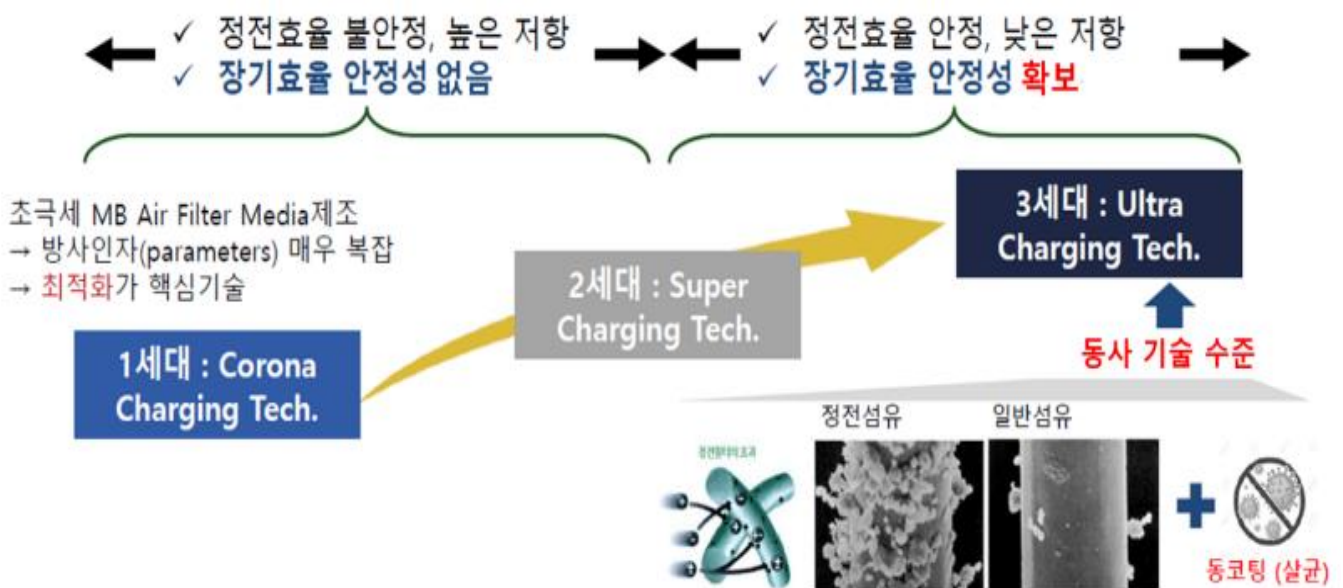 ✓ 정전효율 불안정, 높은 저항
✓ 장기효율 안정성 없음
✓ 정전효율 안정, 낮은 저항
✓ 장기효율 안정성 확보
초극세 MB Air Filter Media제조
→ 방사인자(parameters) 매우 복잡
→ 최적화가 핵심기술
1세대 : Corona
Charging Tech.
2세대 : Super
Charging Tech.
3세대 : Ultra
Charging Tech.
동사 기술 수준
정전섬유
일반섬유
동코팅 (살균)